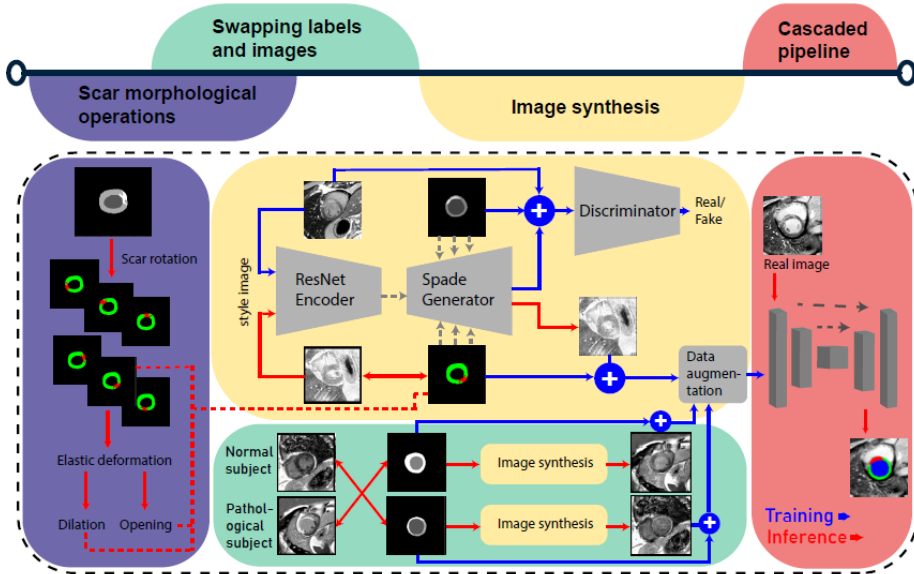 Swapping labels
and images
Cascaded
pipeline
Scar morphological
operations
Image synthesis
Scar rotation
Elastic deformation
Dilation
Opening
style image
ResNet
Encoder
Spade
Generator
Discriminator
Real/
Fake
Data
augmen-
tation
Normal
subject
Image synthesis
Pathol-
ogical
subject
Image synthesis
Real Image
Training
Inference